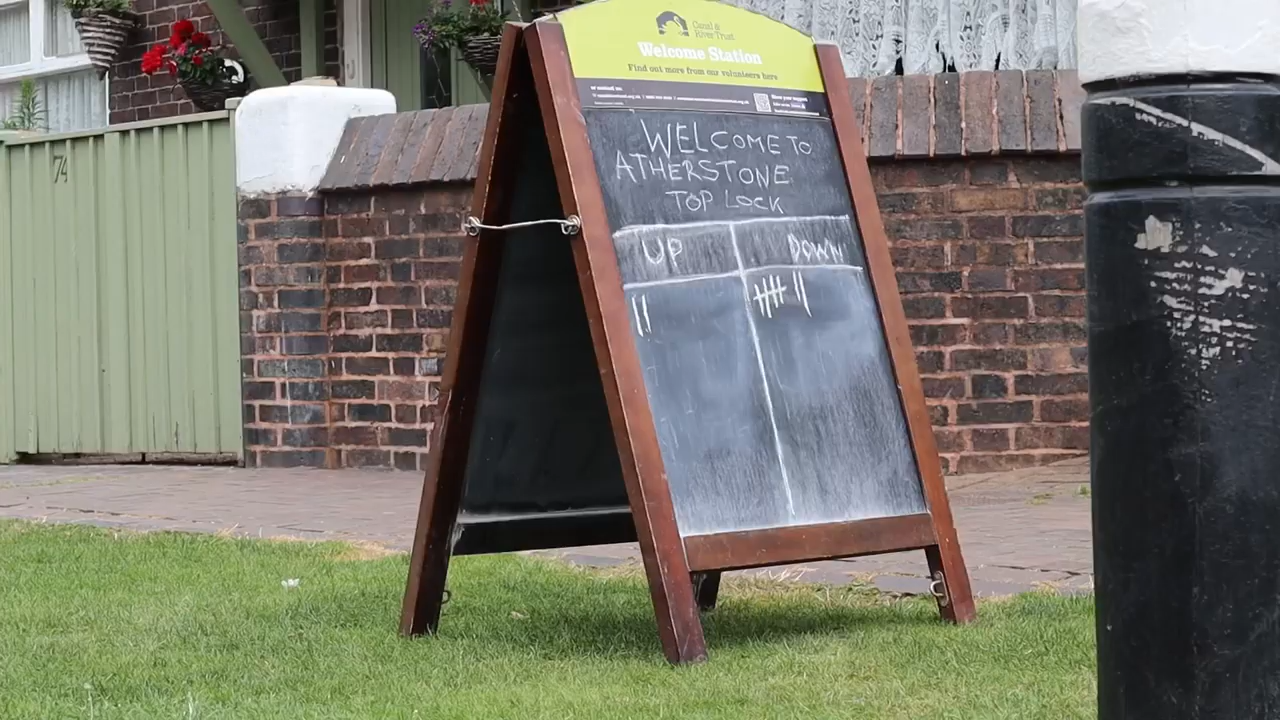 Canal &
River Trust
Welcome Station
Find out more from our volunteers here
WELCOME TO
ATHERSTONE
TOP LOCK
UP DOWN
74